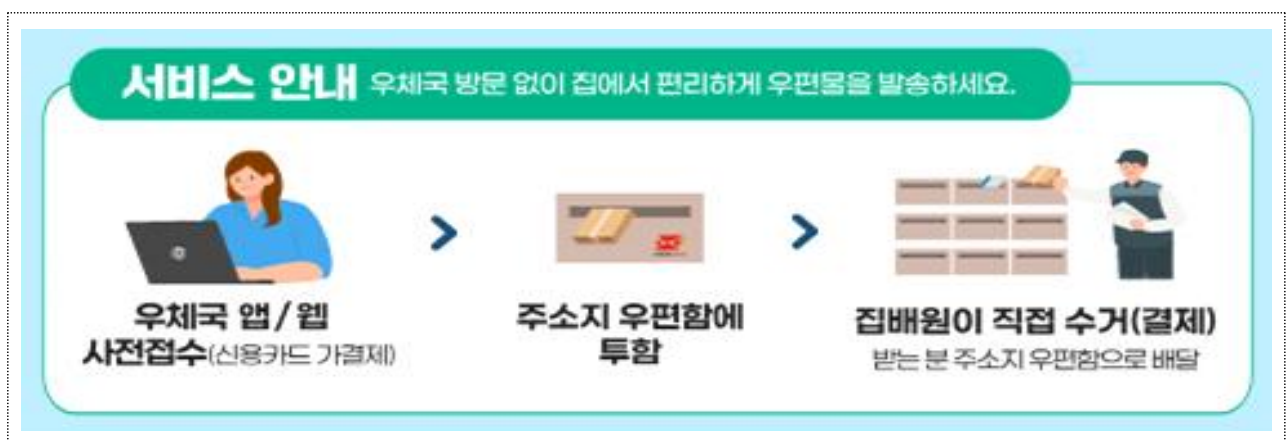 서비스 안내 우체국 방문 없이 집에서 편리하게 우편물을 발송하세요.
우체국 앱/웹
사전접수(신용카드 가결제)
주소지 우편함에
투함
집배원이 직접 수거(결제)
받는 분 주소지 우편함으로 배달